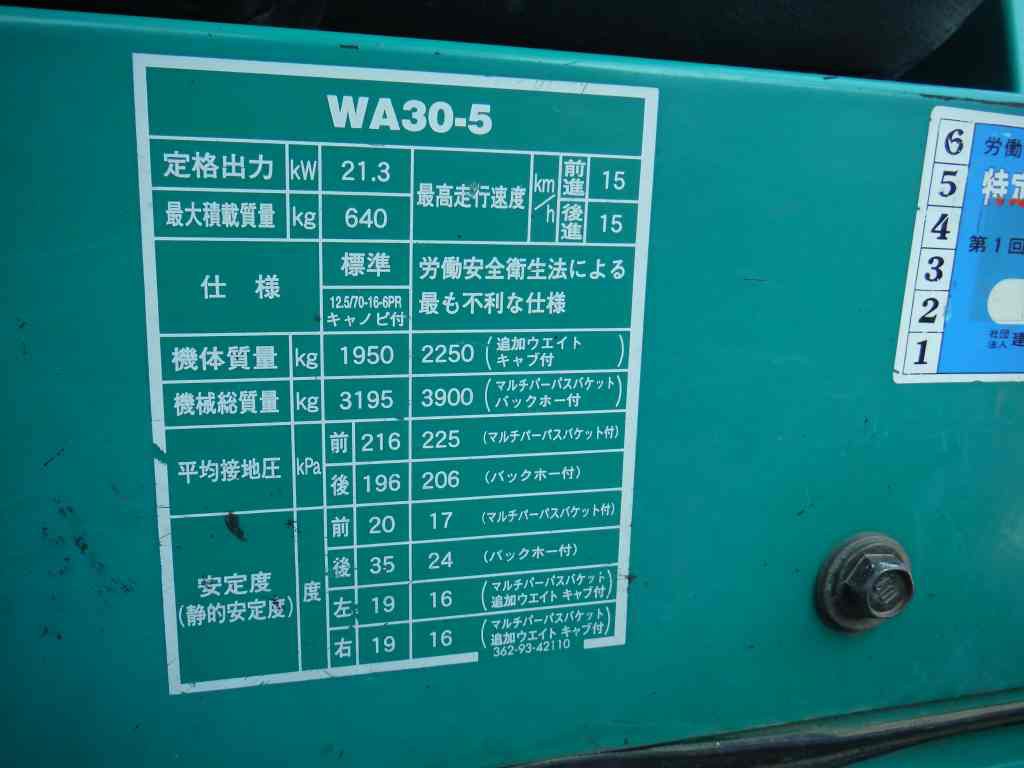 WA30-5
定格出力 kW 21.3 最高走行速度 km/h 前進 15
最大積載質量 kg 640 後進 15
仕 様 標準 労働安全衛生法による
12.5/70-16-6PR 最も不利な仕様
キャノピ付
機体質量 kg 1950 2250 (追加ウエイト
キャブ付)
機械総質量 kg 3195 3900 (マルチパーパスバケット
バックホー付)
平均接地圧 kPa 前 216 225 (マルチパーパスバケット付)
後 196 206 (バックホー付)
安定度 度 前 20 17 (マルチパーパスバケット付)
(静的安定度) 後 35 24 (バックホー付)
左 19 16 (マルチパーパスバケット
追加ウエイト キャブ付)
右 19 16 (マルチパーパスバケット
追加ウエイト キャブ付)
362-93-42110
6 労働
5 特定
4 第1回
3
2
1 社団法人 建